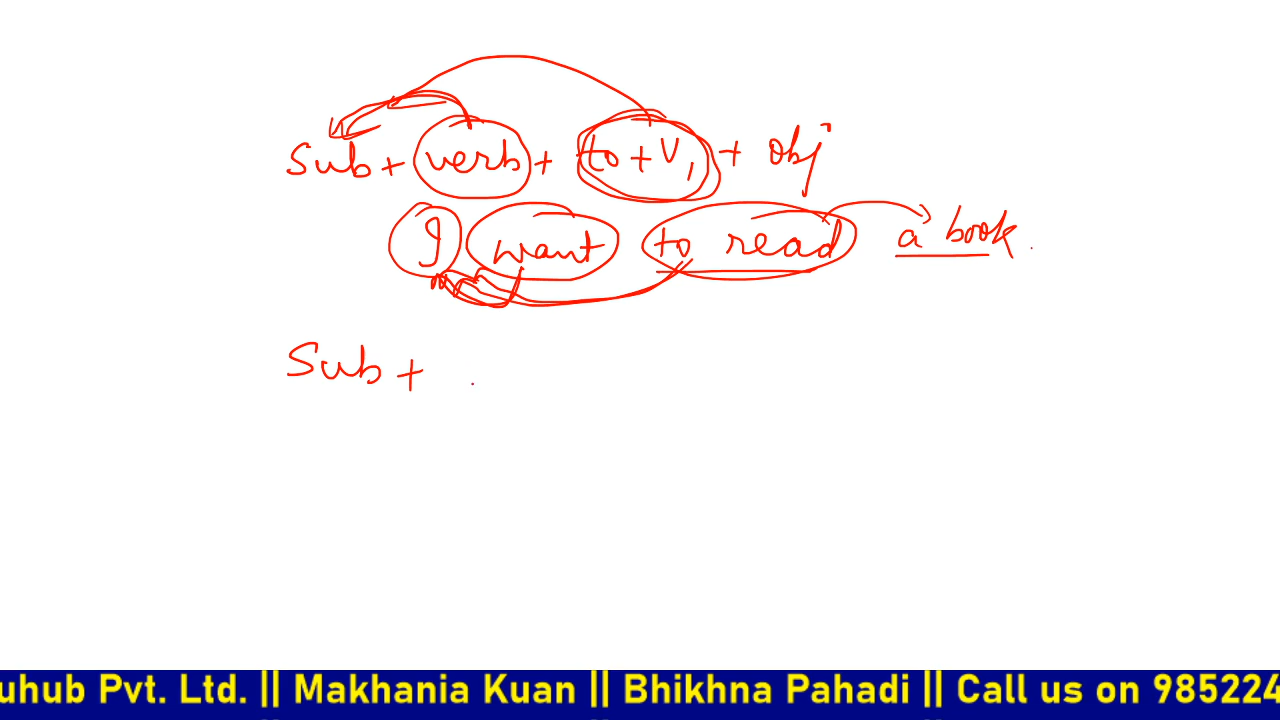 Sub + verb + to + V1 + obj
I want to read a book.
Sub +
uhub Pvt. Ltd. || Makhania Kuan || Bhikhna Pahadi || Call us on 985224